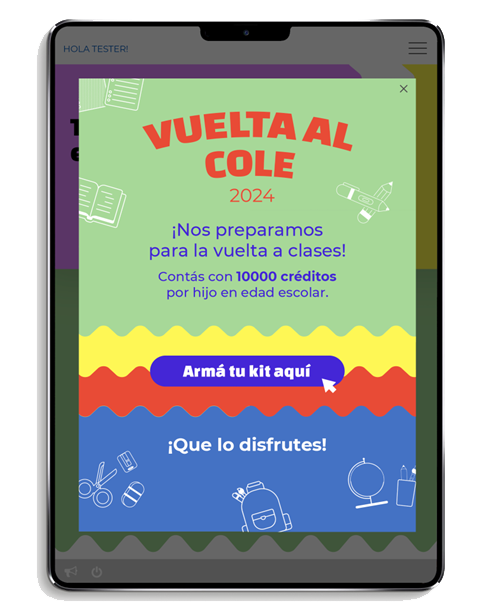 HOLA TESTER!
VUELTA AL
COLE
2024
¡Nos preparamos
para la vuelta a clases!
Contás con 10000 créditos
por hijo en edad escolar.
Armá tu kit aquí
¡Que lo disfrutes!